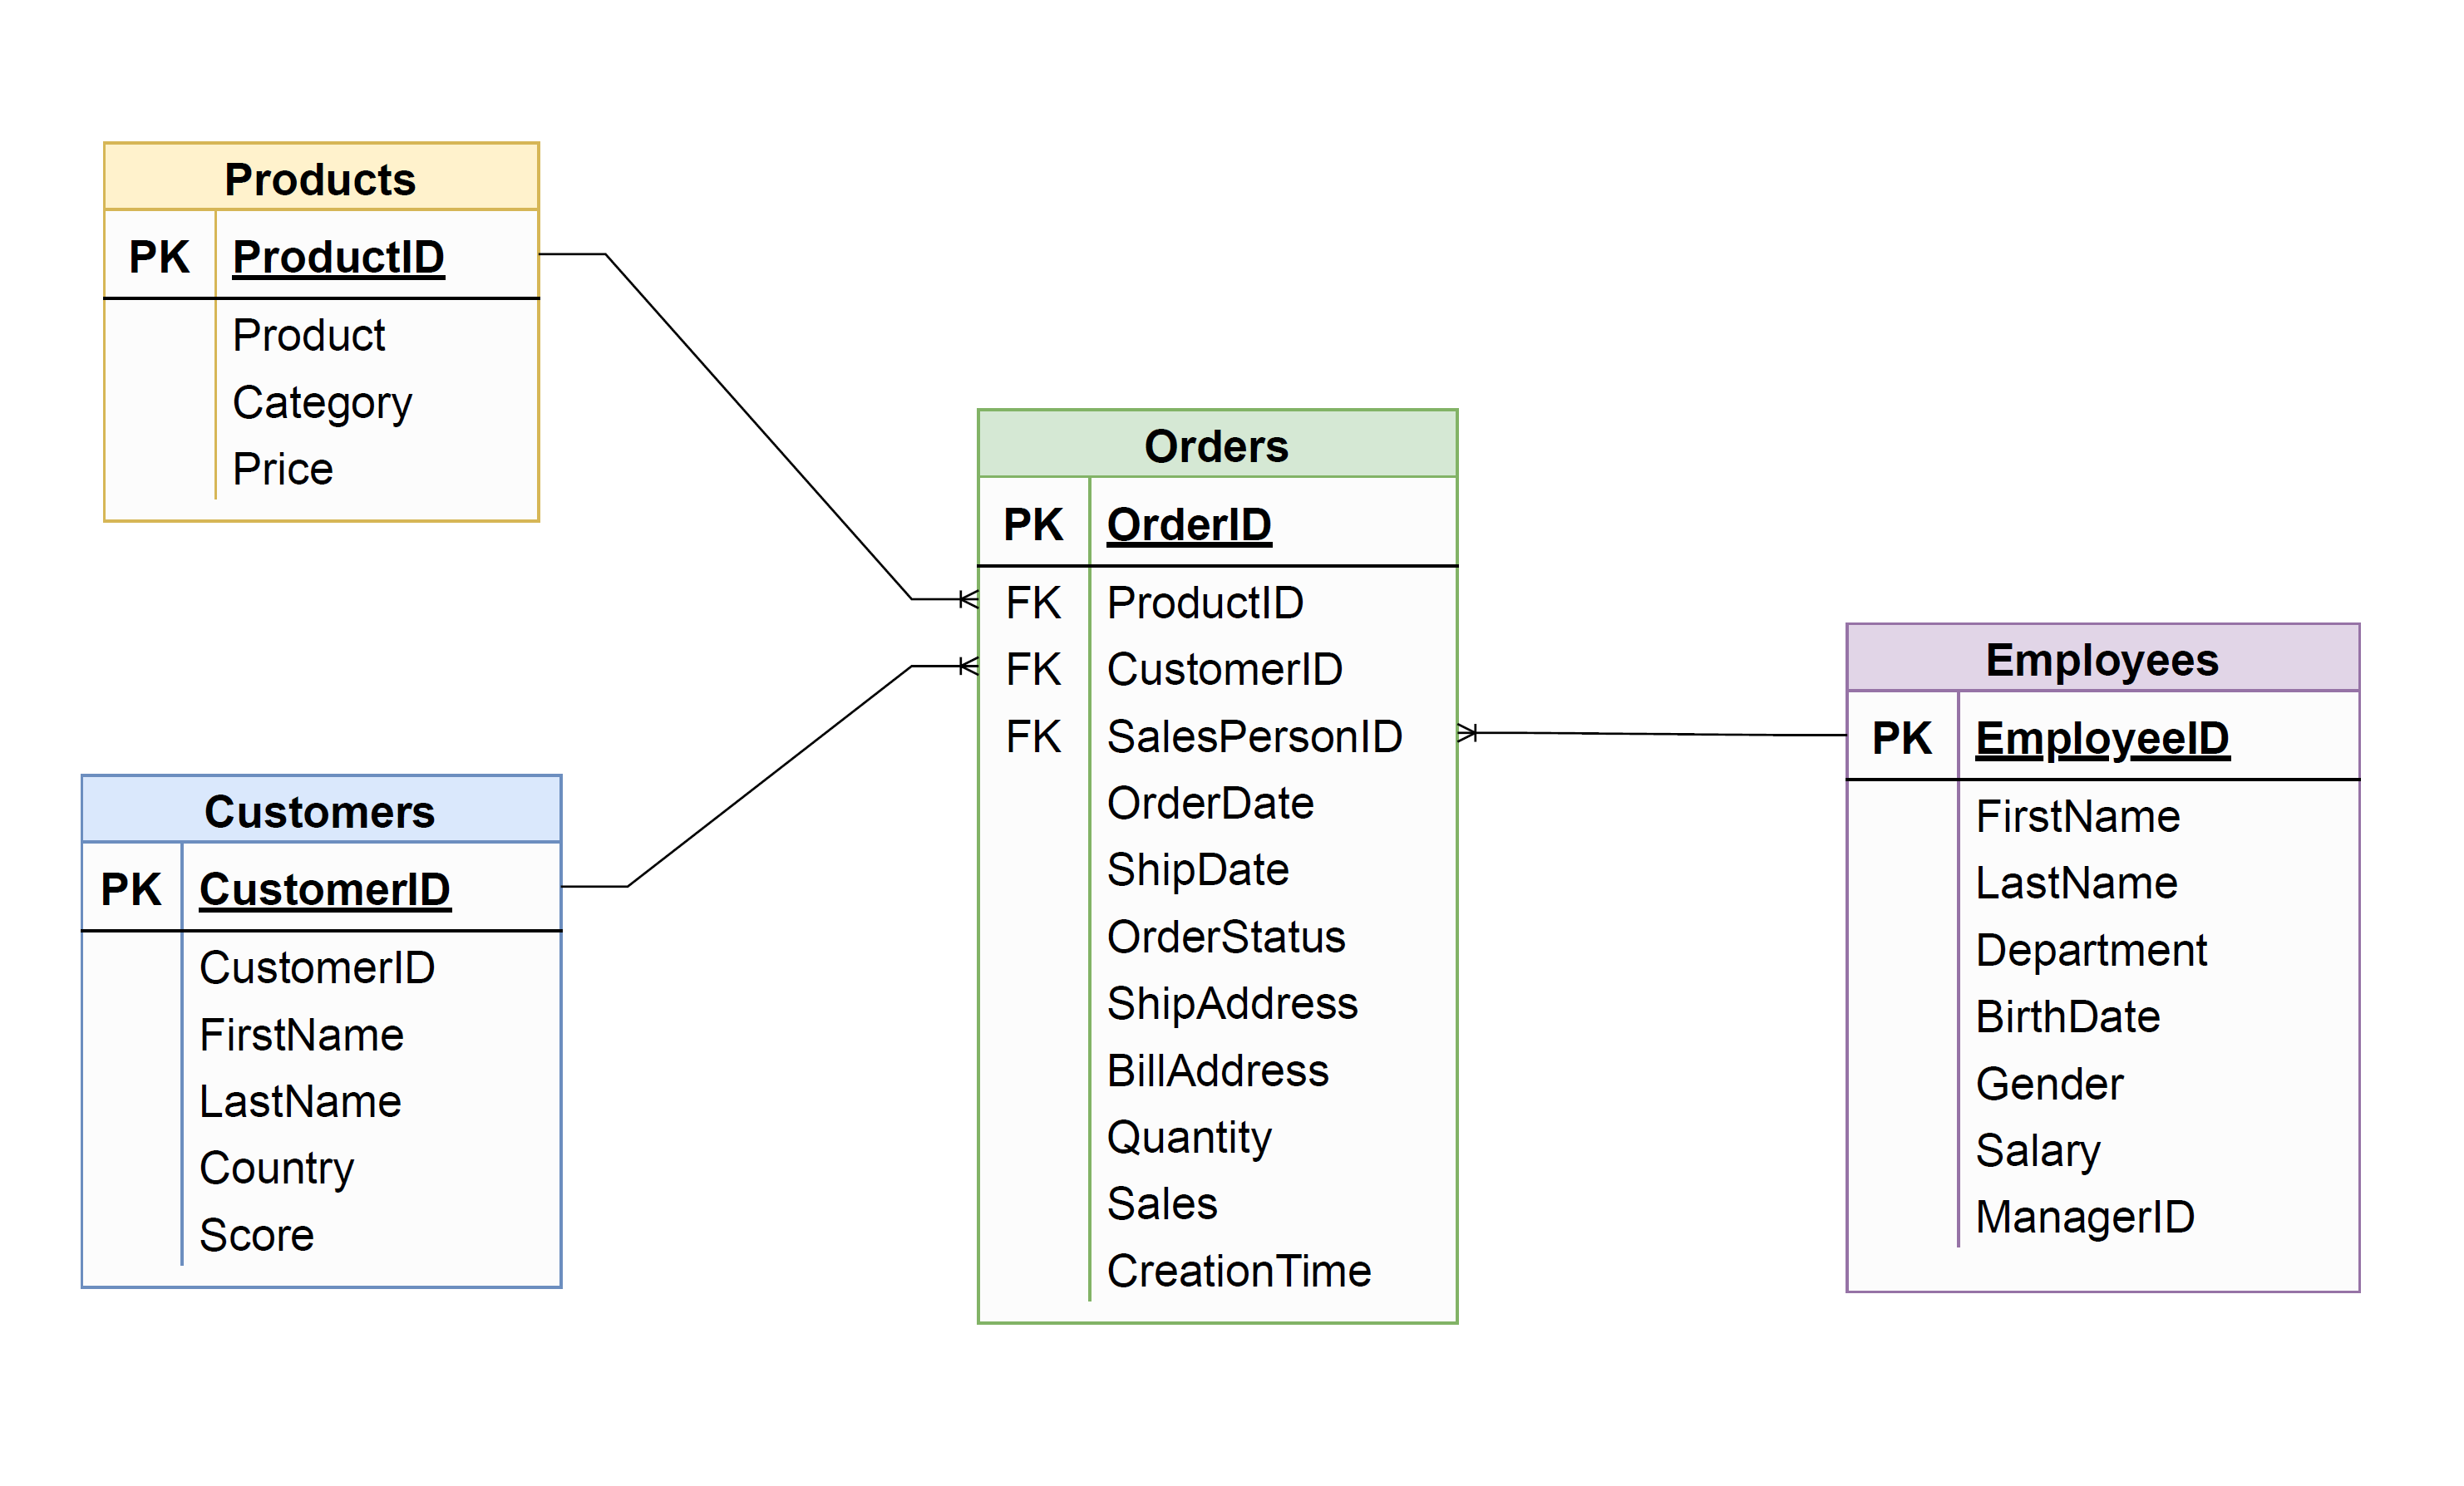 Products
PK ProductID
Product
Category
Price
Customers
PK CustomerID
CustomerID
FirstName
LastName
Country
Score
Orders
PK OrderID
FK ProductID
FK CustomerID
FK SalesPersonID
OrderDate
ShipDate
OrderStatus
ShipAddress
BillAddress
Quantity
Sales
CreationTime
Employees
PK EmployeeID
FirstName
LastName
Department
BirthDate
Gender
Salary
ManagerID